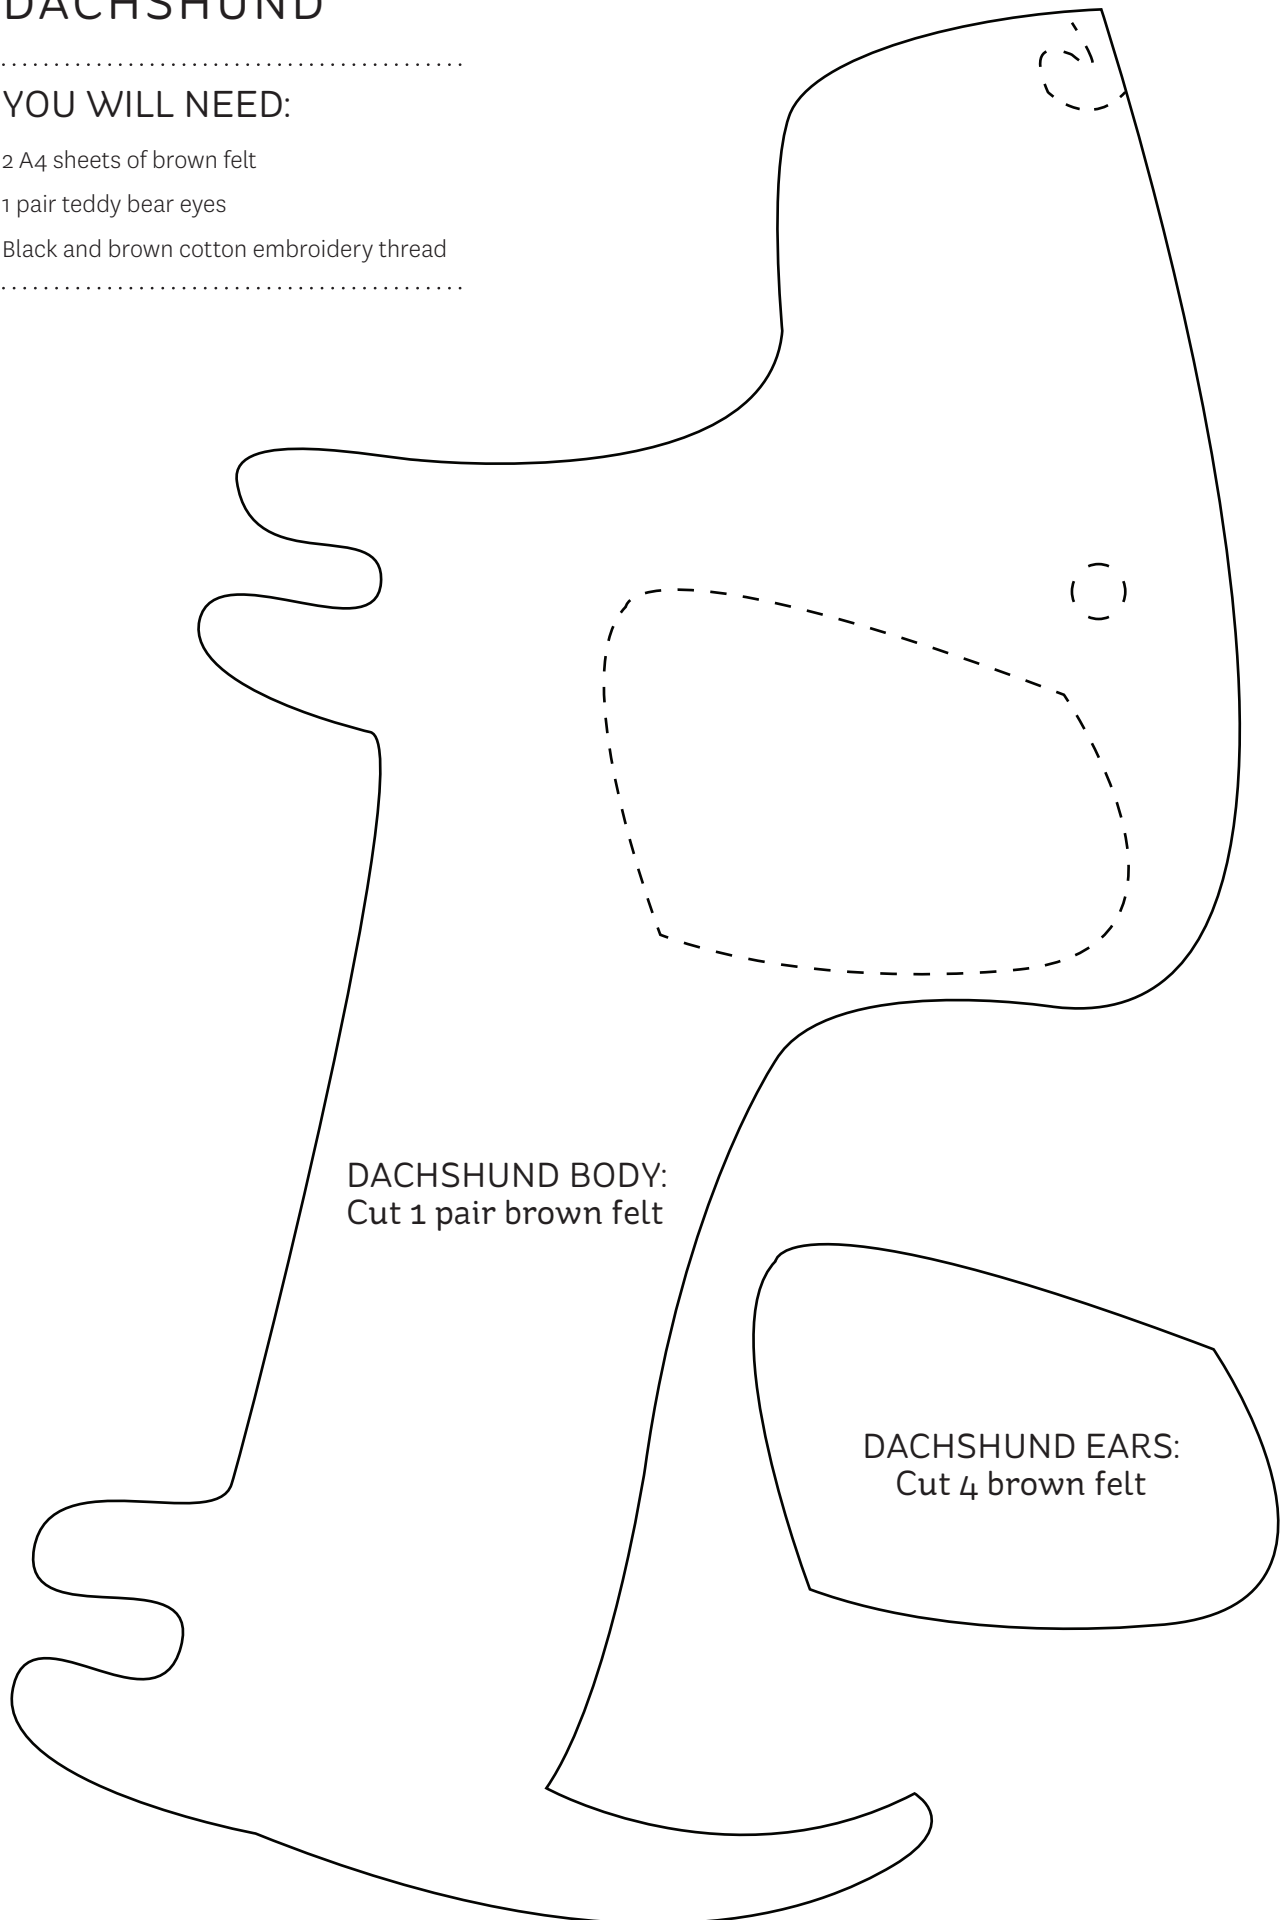 DACHSHUND
YOU WILL NEED:
2 A4 sheets of brown felt
1 pair teddy bear eyes
Black and brown cotton embroidery thread
DACHSHUND BODY:
Cut 1 pair brown felt
DACHSHUND EARS:
Cut 4 brown felt